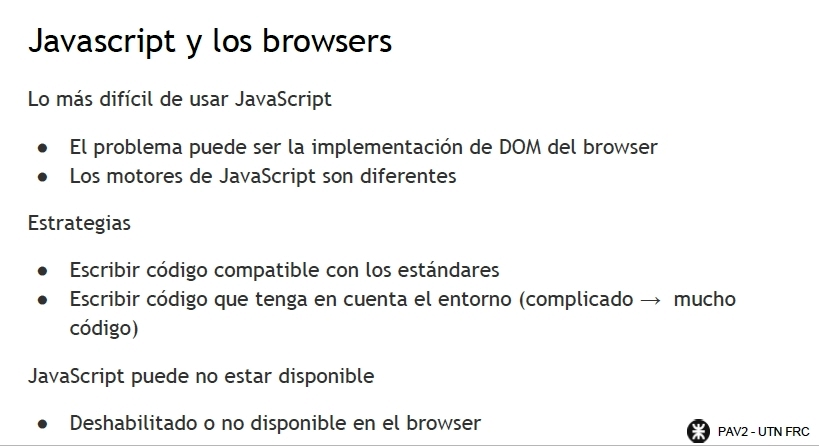 Javascript y los browsers
Lo más difícil de usar JavaScript
● El problema puede ser la implementación de DOM del browser
● Los motores de JavaScript son diferentes
Estrategias
● Escribir código compatible con los estándares
● Escribir código que tenga en cuenta el entorno (complicado → mucho
código)
JavaScript puede no estar disponible
● Deshabilitado o no disponible en el browser
PAV2 - UTN FRC